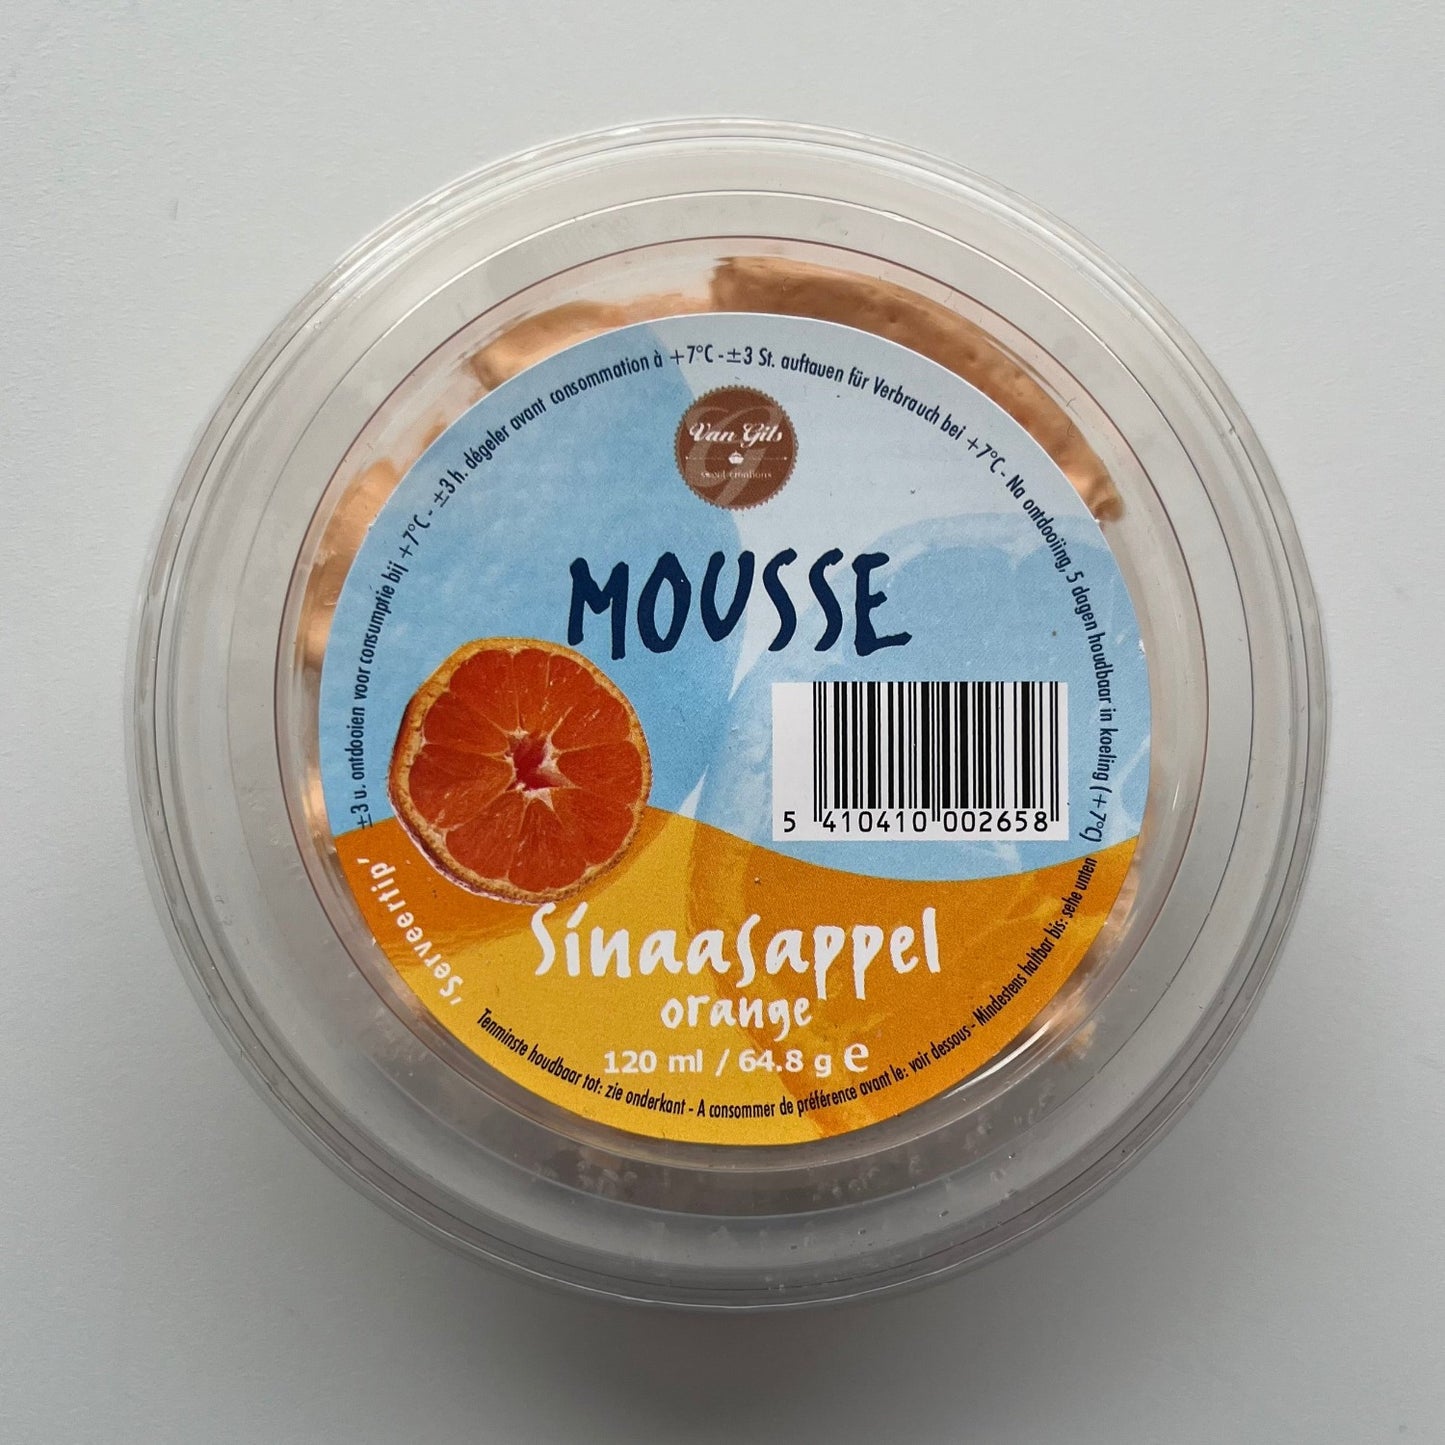 ±3 u. ontdooien voor consumptie bij +7°C - ±3 h. dégeler avant consommation à +7°C - ±3 St. auftauen für Verbrauch bei +7°C - Na ontdooiing, 5 dagen houdbaar in koeling (+7°C)
Van Gils
MOUSSE
5 410410 002658
'Serveertip'
Sinaasappel
orange
120 ml / 64.8 g e
Tenminste houdbaar tot: zie onderkant - A consommer de préférence avant le: voir dessous - Mindestens haltbar bis: sehe unten